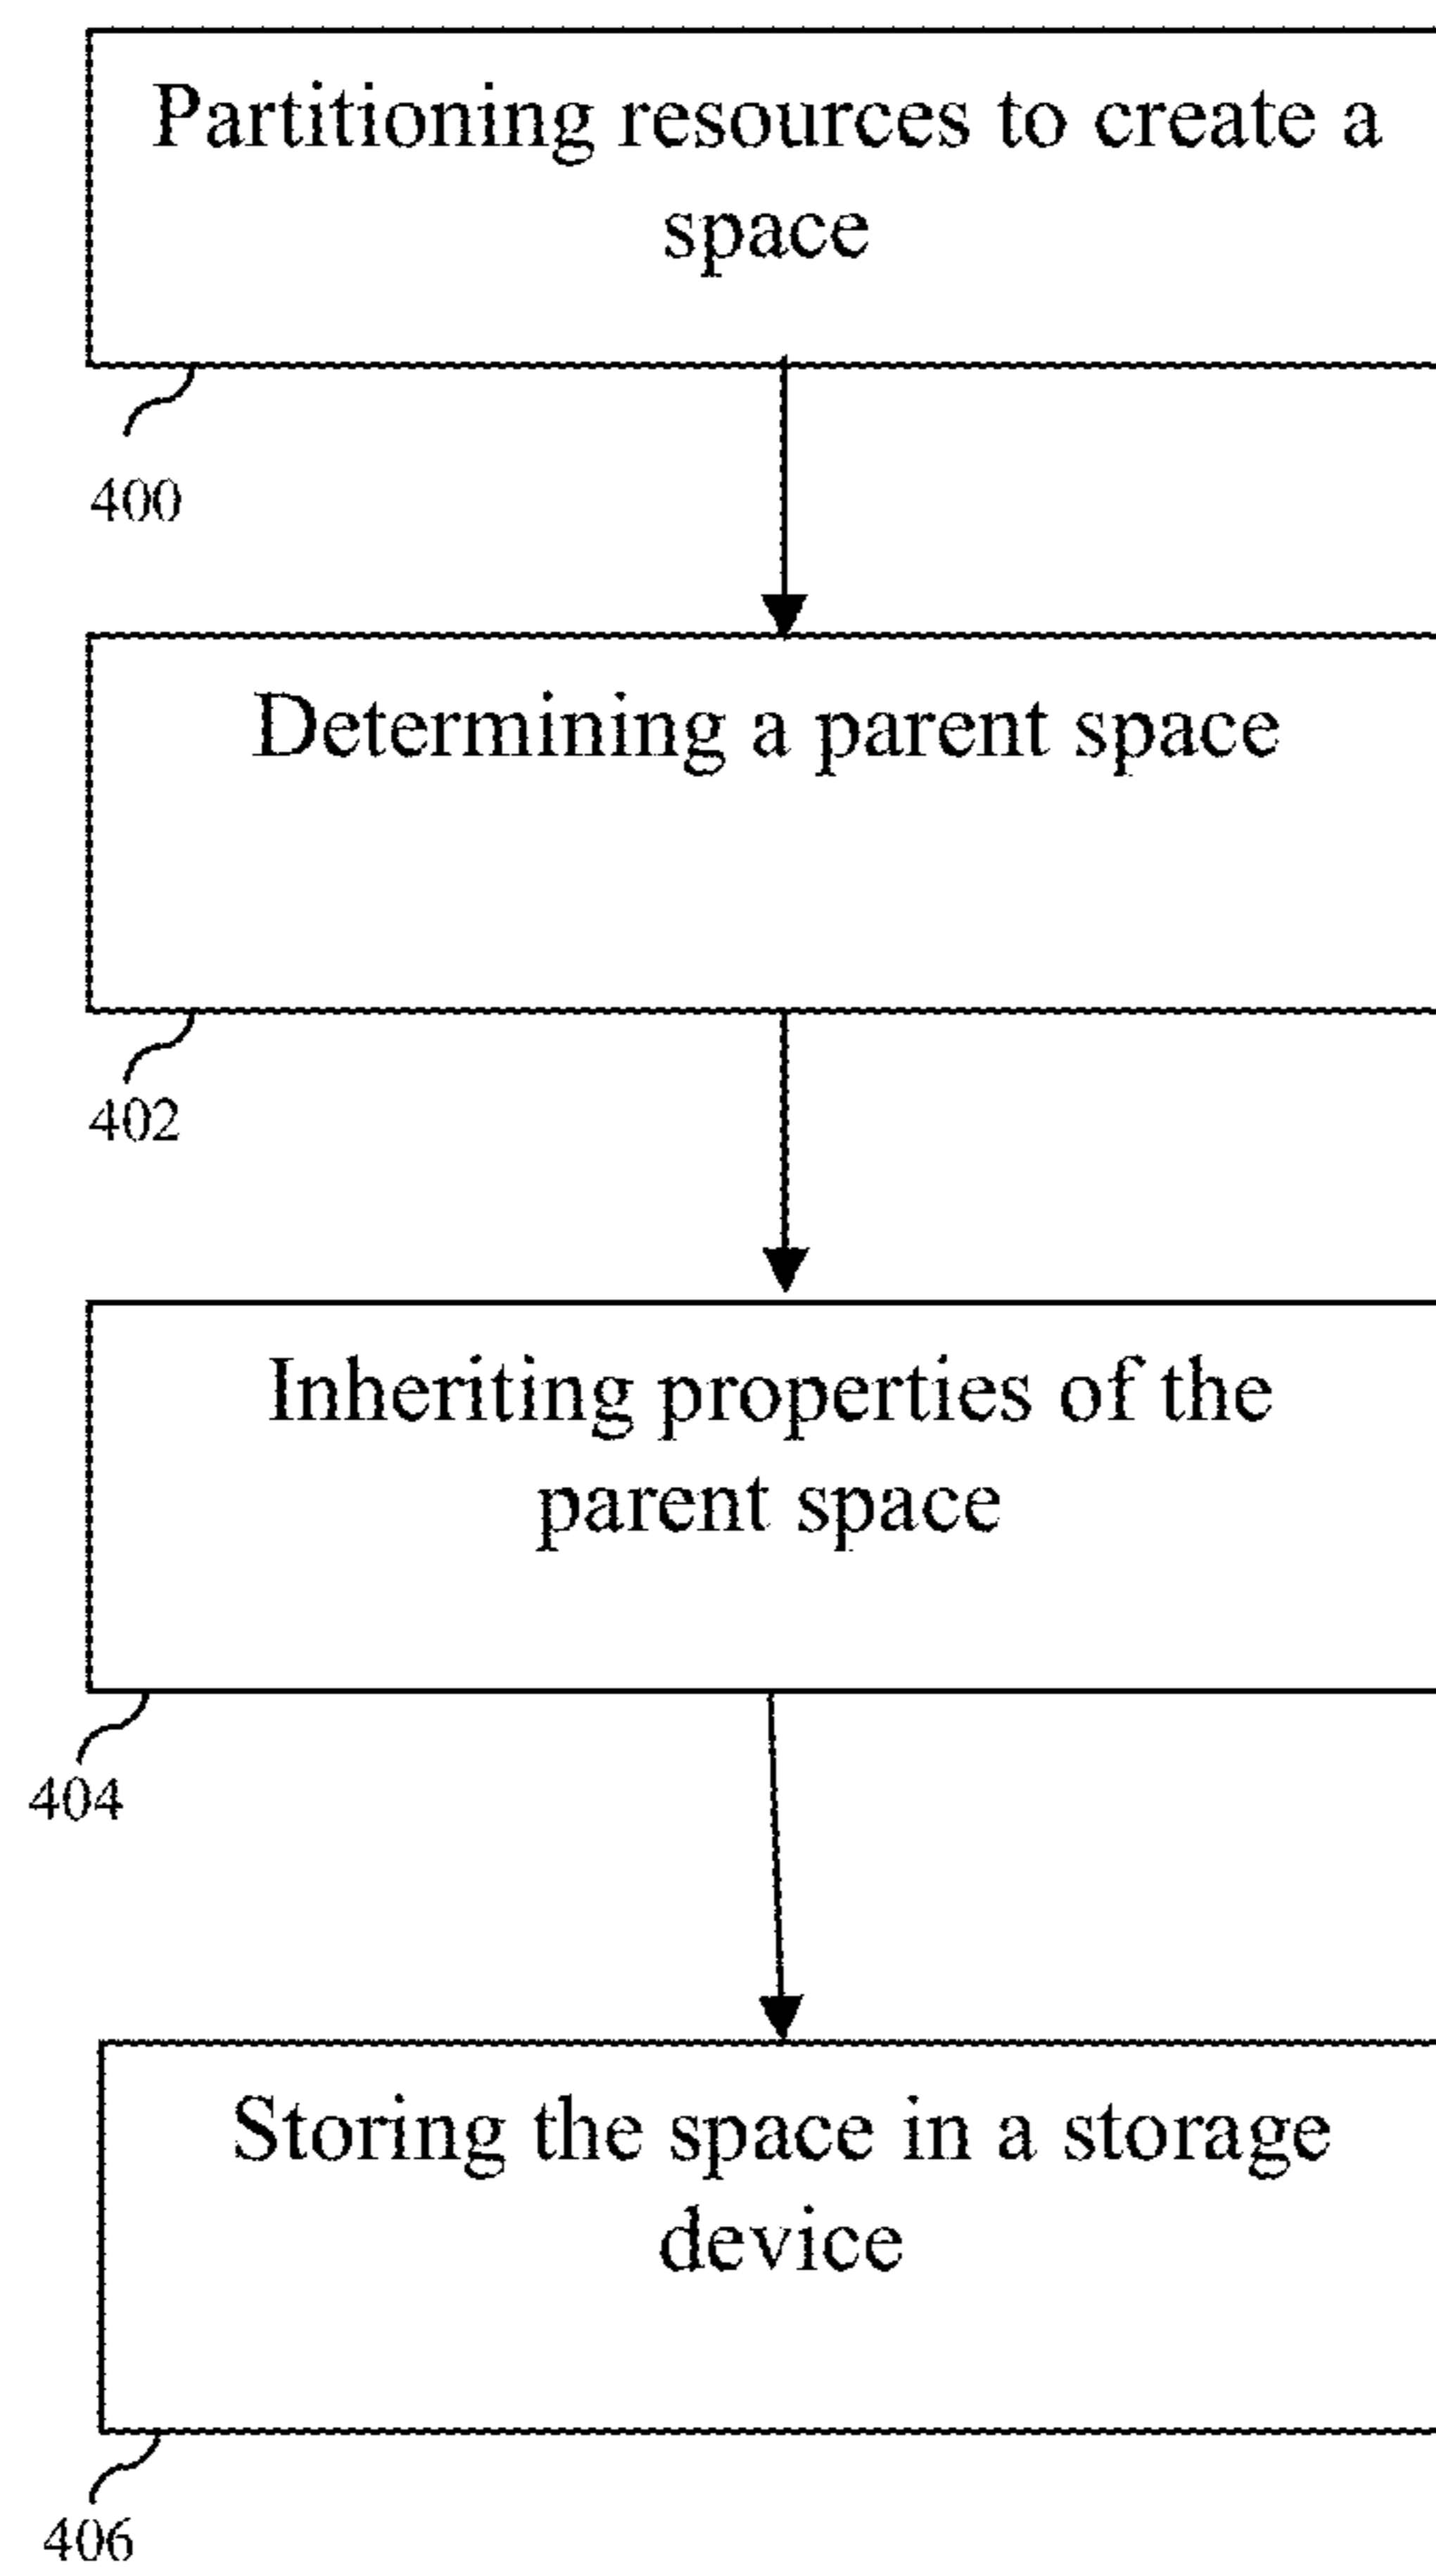 Partitioning resources to create a
space
400
Determining a parent space
402
Inheriting properties of the
parent space
404
Storing the space in a storage
device
406